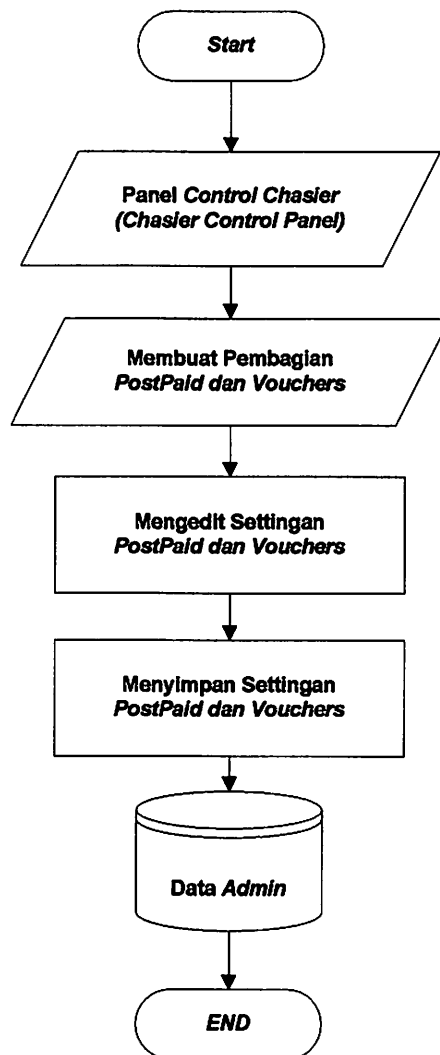 Start
Panel Control Chasier
(Chasier Control Panel)
Membuat Pembagian
PostPaid dan Vouchers
Mengedit Settingan
PostPaid dan Vouchers
Menyimpan Settingan
PostPaid dan Vouchers
Data Admin
END